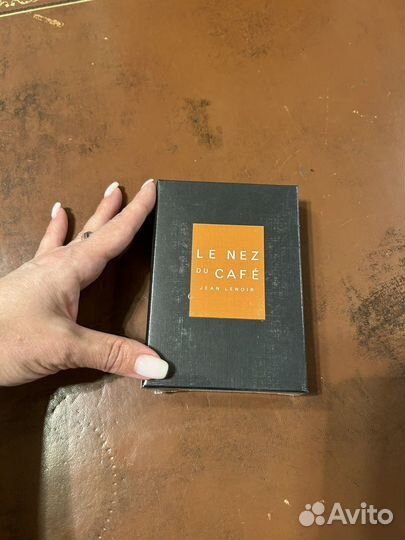 LE NEZ
DU CAFÉ
JEAN LENOIR
Avito